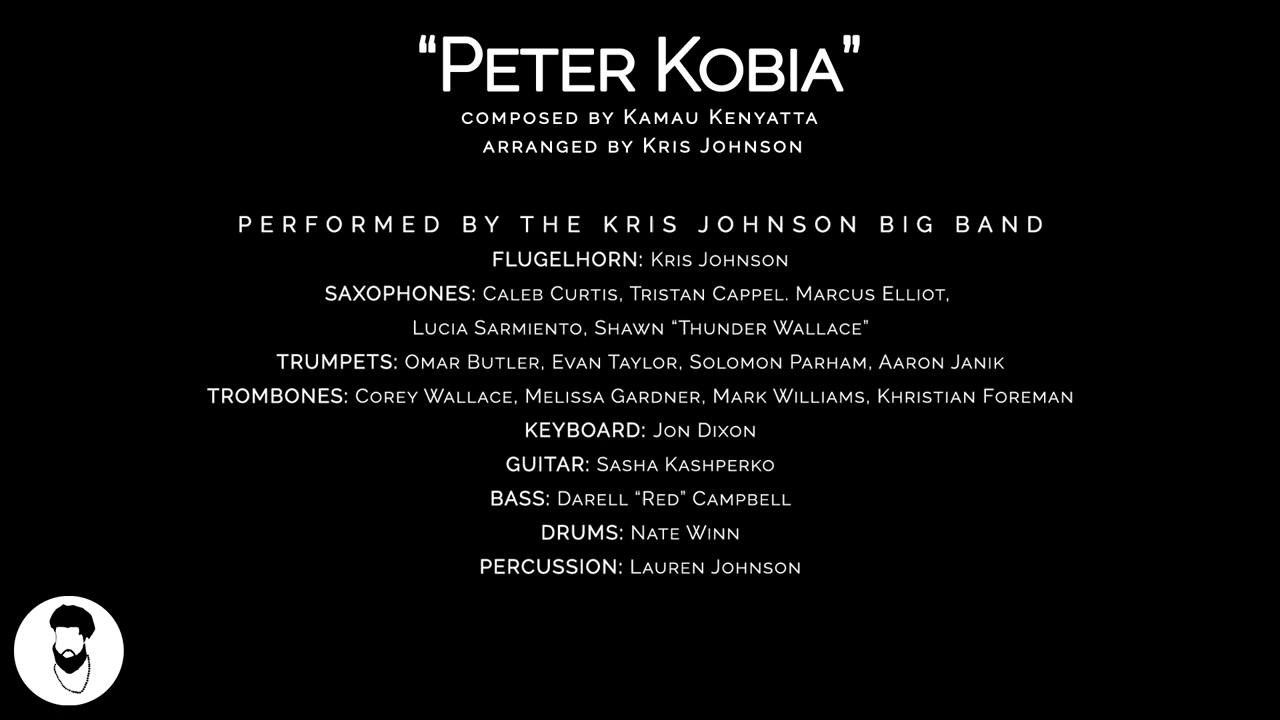 “Peter Kobia”
composed by Kamau Kenyatta
arranged by Kris Johnson
PERFORMED BY THE KRIS JOHNSON BIG BAND
FLUGELHORN: Kris Johnson
SAXOPHONES: Caleb Curtis, Tristan Cappel. Marcus Elliot,
Lucia Sarmiento, Shawn “Thunder Wallace”
TRUMPETS: Omar Butler, Evan Taylor, Solomon Parham, Aaron Janik
TROMBONES: Corey Wallace, Melissa Gardner, Mark Williams, Khristian Foreman
KEYBOARD: Jon Dixon
GUITAR: Sasha Kashperko
BASS: Darell “Red” Campbell
DRUMS: Nate Winn
PERCUSSION: Lauren Johnson